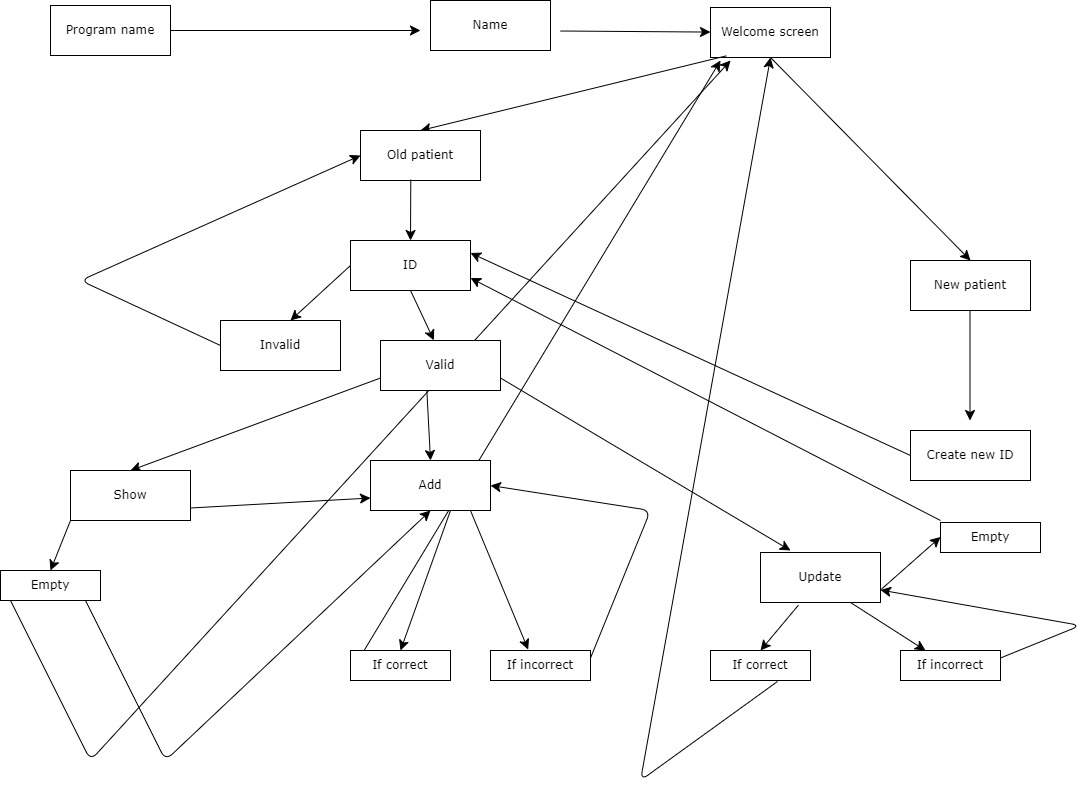 Program name
Name
Welcome screen
Old patient
ID
New patient
Invalid
Valid
Create new ID
Show
Add
Empty
Update
Empty
If correct
If incorrect
If correct
If incorrect